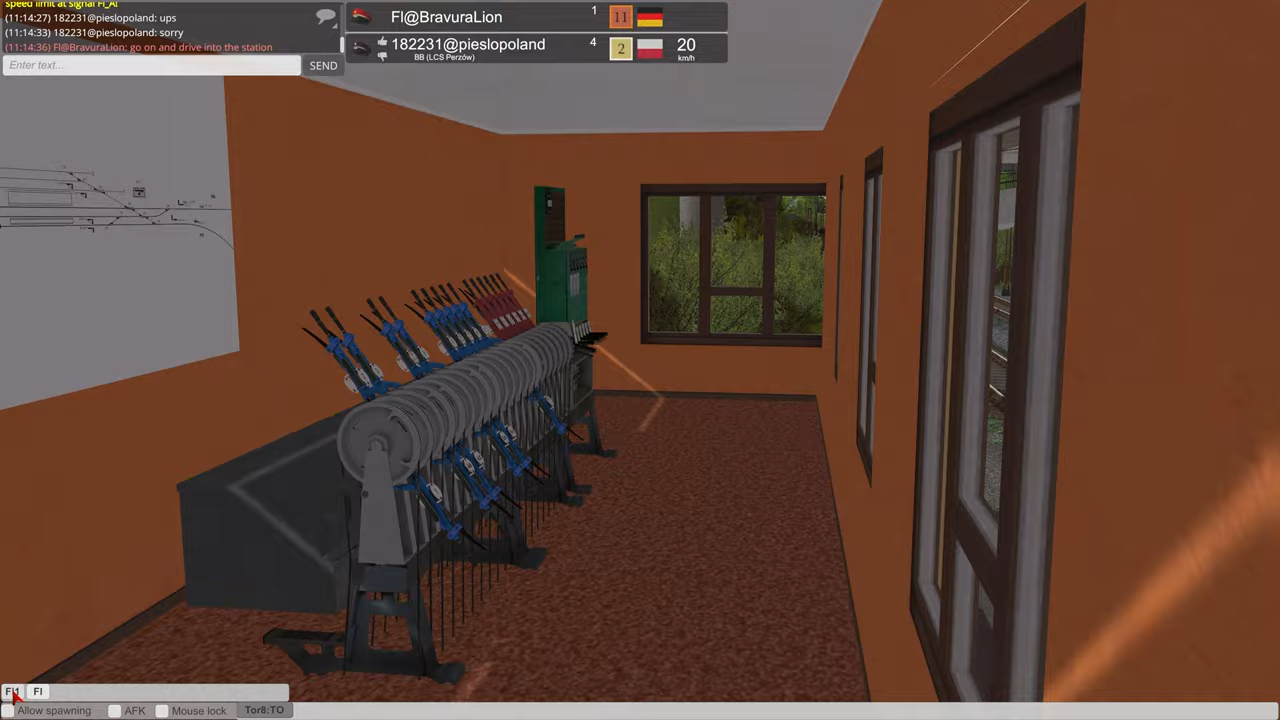 speed limit at signal Fl_A!
(11:14:27) 182231@pieslopoland: ups
(11:14:33) 182231@pieslopoland: sorry
(11:14:36) Fl@BravuraLion: go on and drive into the station
Enter text...
SEND
Fl@BravuraLion 1 11
182231@pieslopoland 4 2 20
BB (LCS Perzów) km/h
Fl1 Fl
Allow spawning AFK Mouse lock Tor8:TO